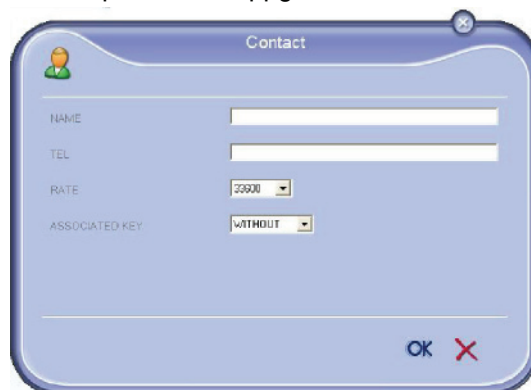 Contact
NAME
TEL
RATE 33600
ASSOCIATED KEY WITHOUT
OK